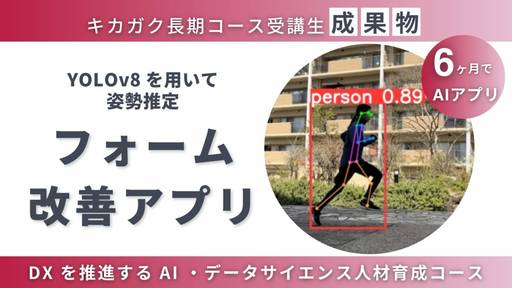 キカガク長期コース受講生成果物
6ヶ月で
AIアプリ
YOLOv8 を用いて
姿勢推定
フォーム
改善アプリ
person 0.89
DX を推進する AI ・データサイエンス人材育成コース